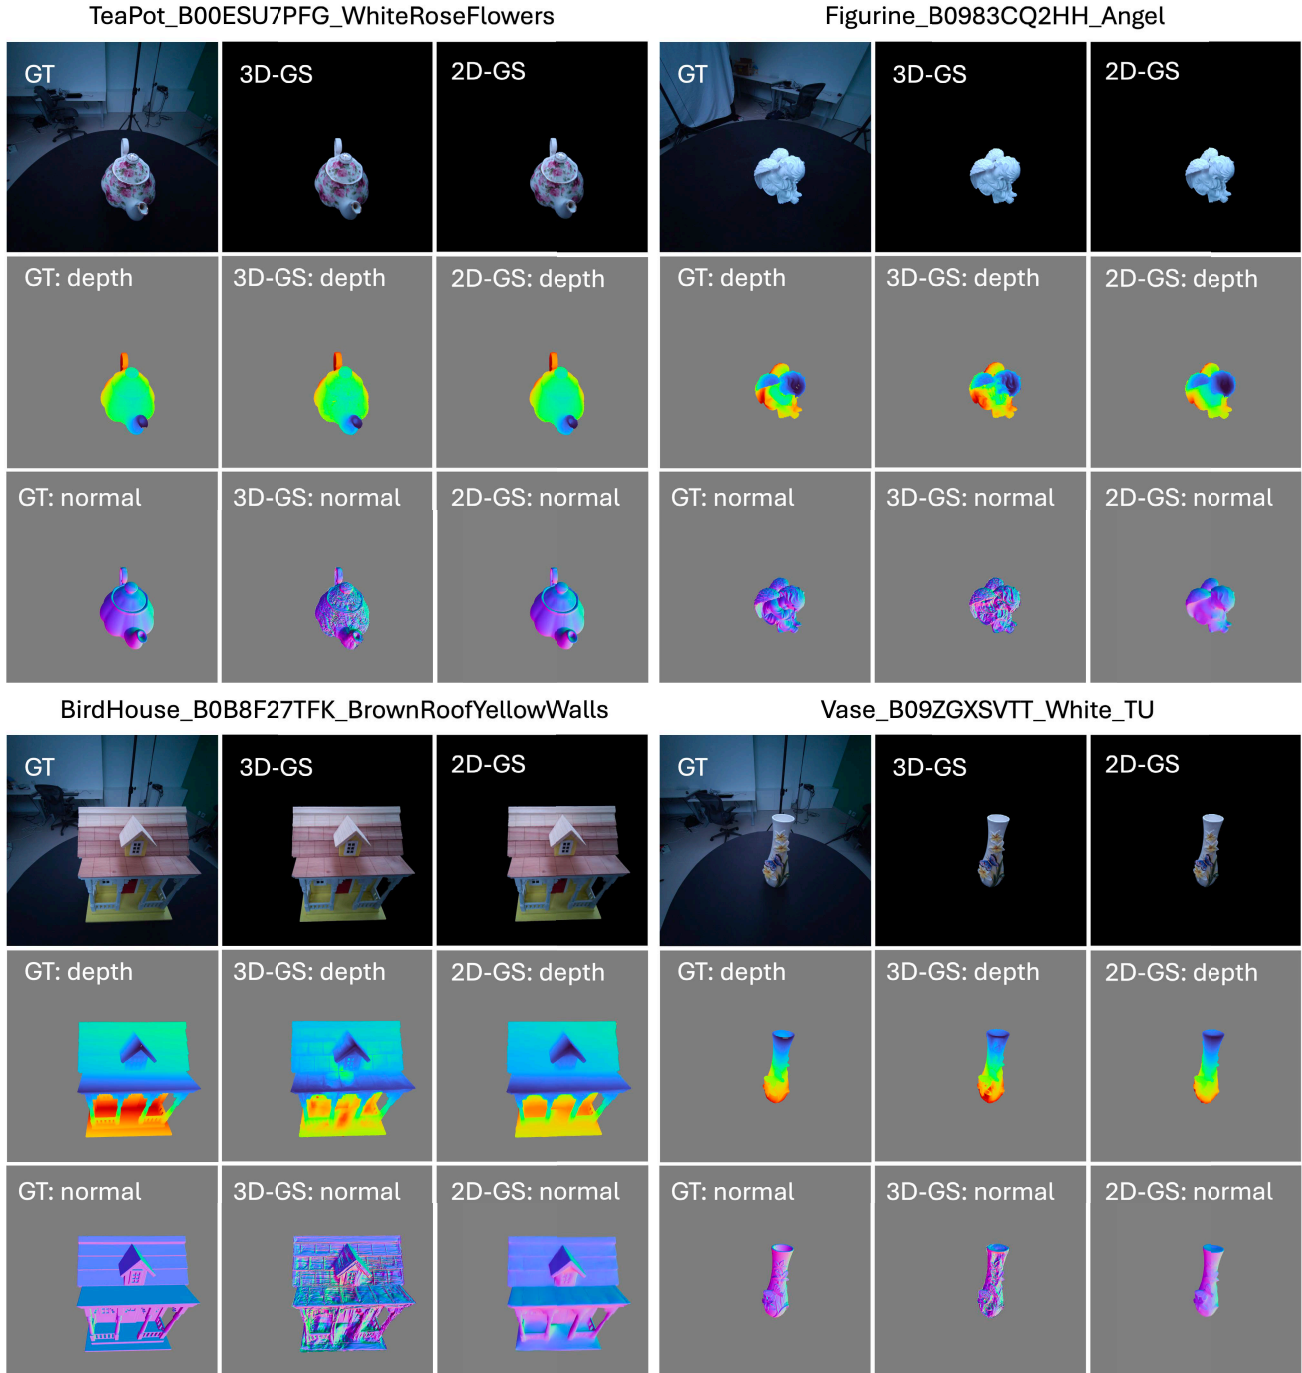 TeaPot_B00ESU7PFG_WhiteRoseFlowers
GT
3D-GS
2D-GS
GT: depth
3D-GS: depth
2D-GS: depth
GT: normal
3D-GS: normal
2D-GS: normal
Figurine_B0983CQ2HH_Angel
GT
3D-GS
2D-GS
GT: depth
3D-GS: depth
2D-GS: depth
GT: normal
3D-GS: normal
2D-GS: normal
BirdHouse_B0B8F27TFK_BrownRoofYellowWalls
GT
3D-GS
2D-GS
GT: depth
3D-GS: depth
2D-GS: depth
GT: normal
3D-GS: normal
2D-GS: normal
Vase_B09ZGXSVTT_White_TU
GT
3D-GS
2D-GS
GT: depth
3D-GS: depth
2D-GS: depth
GT: normal
3D-GS: normal
2D-GS: normal